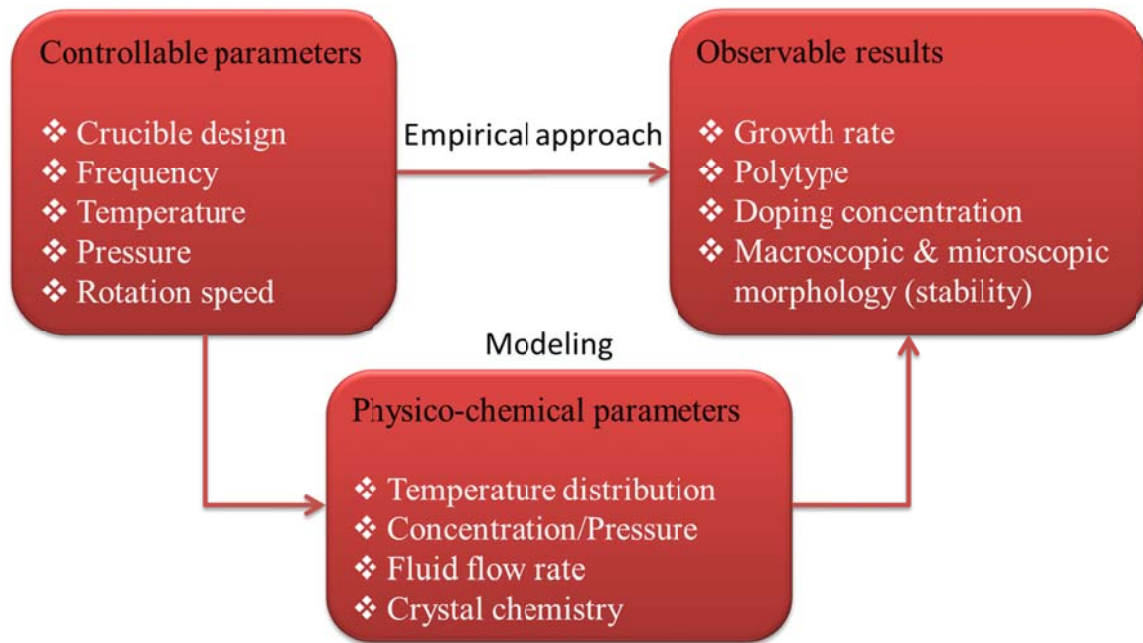 Controllable parameters
❖ Crucible design
❖ Frequency
❖ Temperature
❖ Pressure
❖ Rotation speed
Empirical approach
Observable results
❖ Growth rate
❖ Polytype
❖ Doping concentration
❖ Macroscopic & microscopic
morphology (stability)
Modeling
Physico-chemical parameters
❖ Temperature distribution
❖ Concentration/Pressure
❖ Fluid flow rate
❖ Crystal chemistry